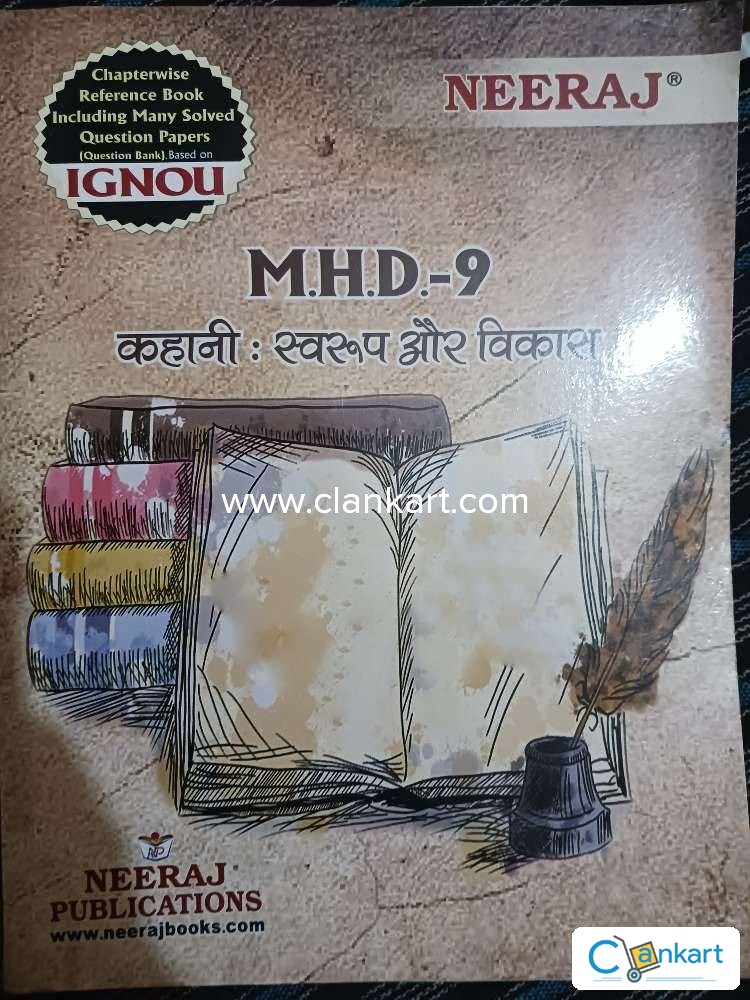 Chapterwise
Reference Book
Including Many Solved
Question Papers
(Question Bank). Based on
IGNOU
NEERAJ®
M.H.D.-9
कहानी : स्वरूप और विकास
www.clankart.com
NP
NEERAJ®
PUBLICATIONS
www.neerajbooks.com
Clankart